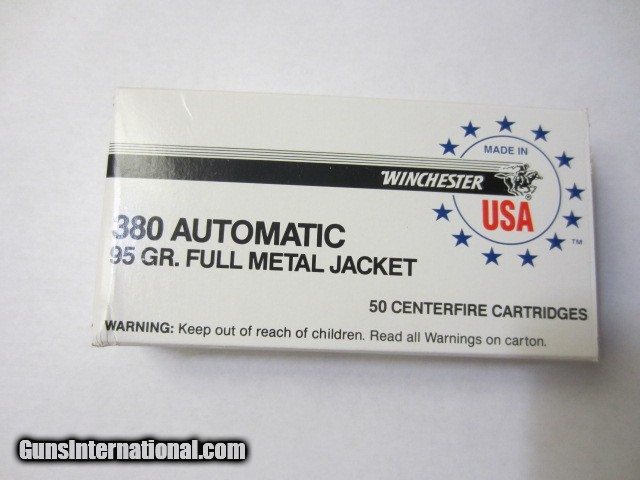 MADE IN
WINCHESTER ®
USA
™
380 AUTOMATIC
95 GR. FULL METAL JACKET
50 CENTERFIRE CARTRIDGES
WARNING: Keep out of reach of children. Read all Warnings on carton.
GunsInternational.com